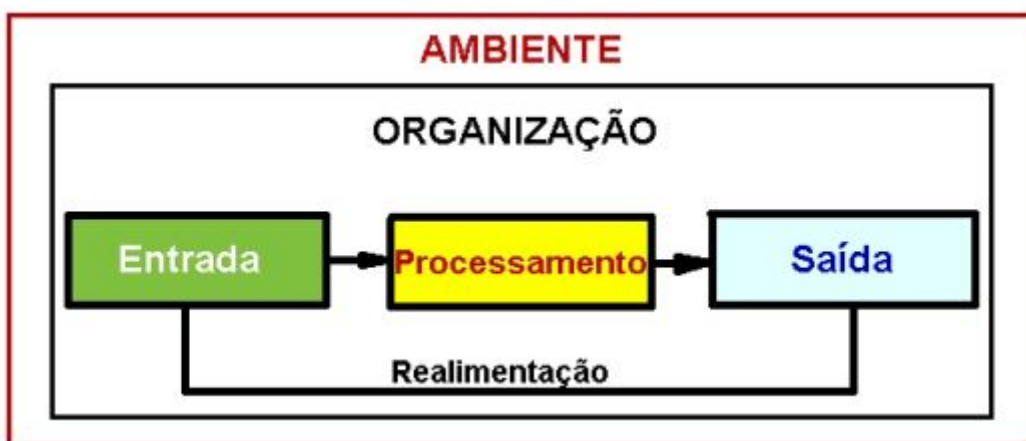 AMBIENTE
ORGANIZAÇÃO
Entrada
Processamento
Saída
Realimentação